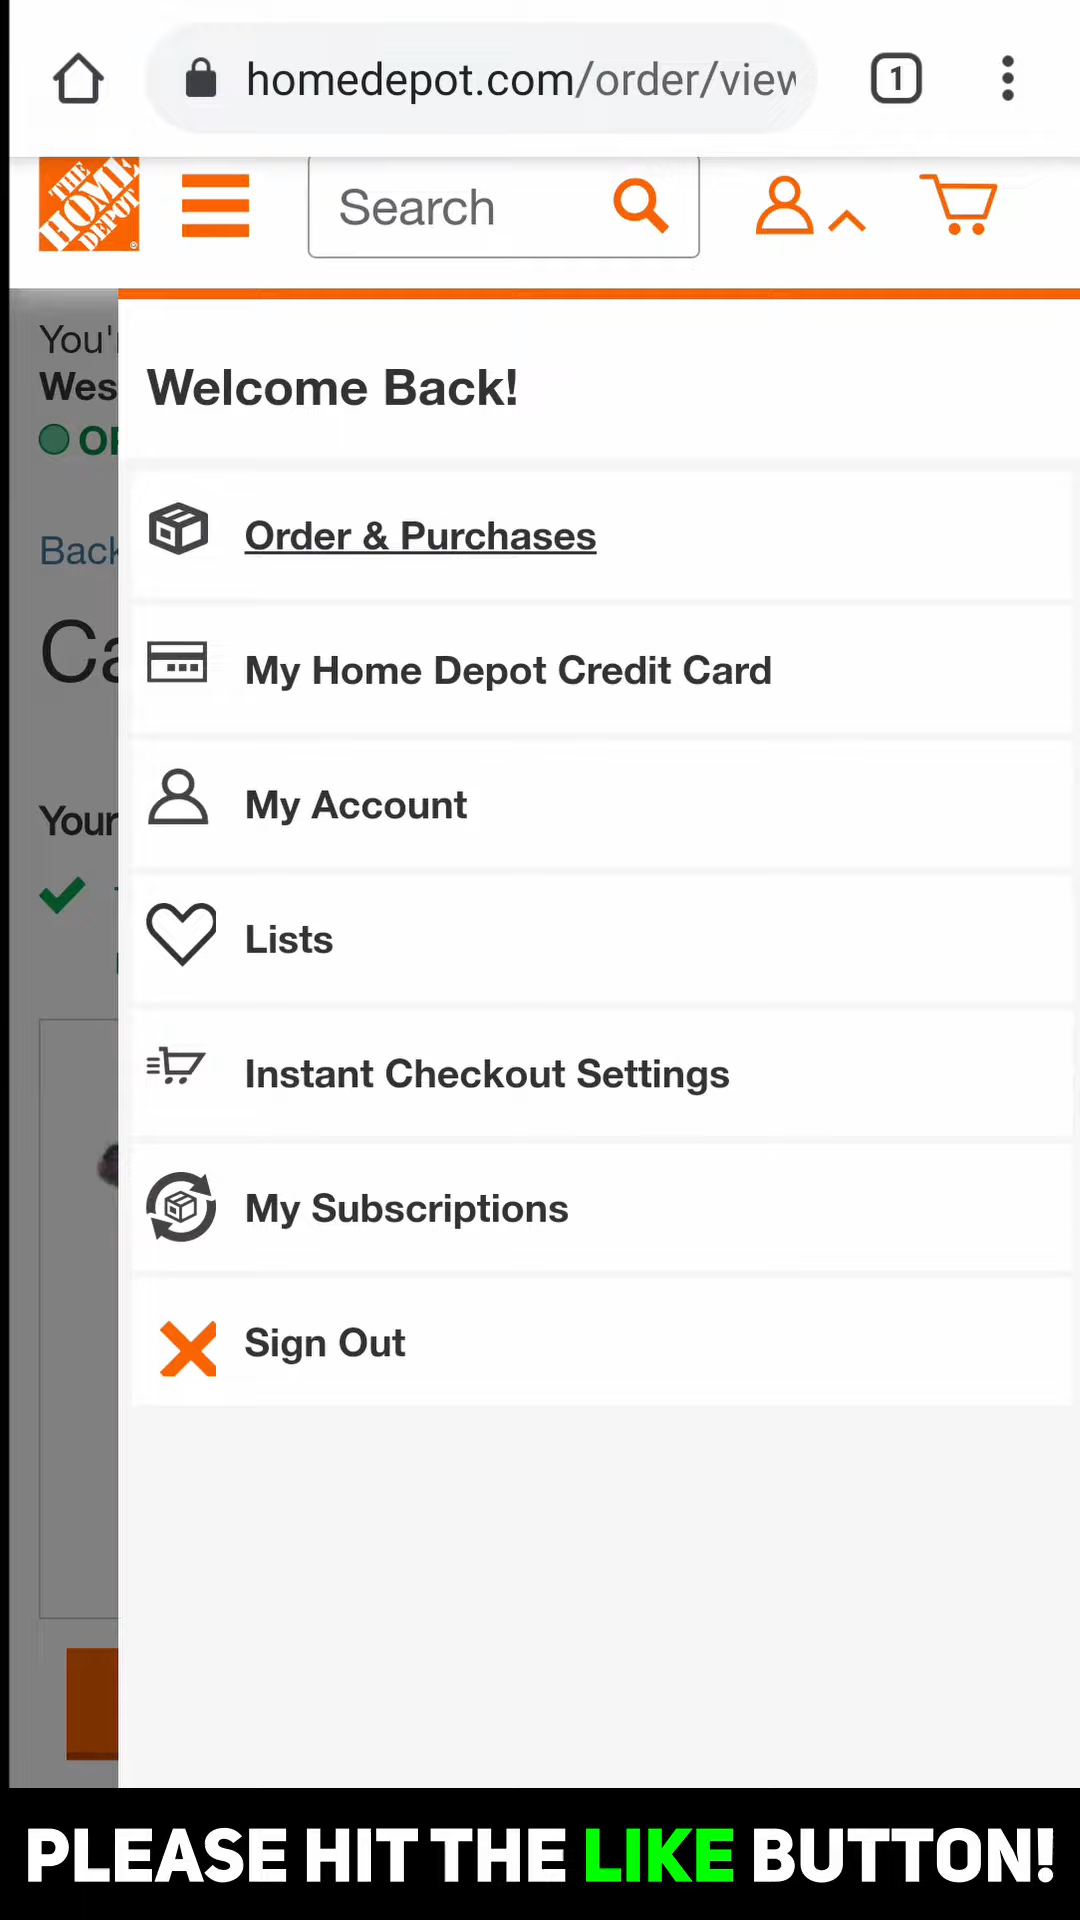 homedepot.com/order/view
1
THE HOME DEPOT
Search
You'r
Wes
Welcome Back!
Order & Purchases
Back
My Home Depot Credit Card
Ca
My Account
Your
Lists
Instant Checkout Settings
My Subscriptions
Sign Out
PLEASE HIT THE LIKE BUTTON!